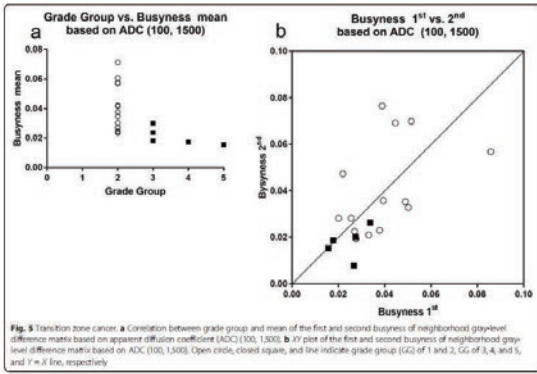 Grade Group vs. Busyness mean
based on ADC (100, 1500)
a
0.08
0.06
0.04
0.02
0.00
Busyness mean
0 1 2 3 4 5
Grade Group
Busyness 1st vs. 2nd
based on ADC (100, 1500)
b
0.10
0.08
0.06
0.04
0.02
0.00
Bysyness 2nd
0.00 0.02 0.04 0.06 0.08 0.10
Busyness 1st
Fig. 5 Transition zone cancer. a Correlation between grade group and mean of the first and second busyness of neighborhood gray-level
difference matrix based on apparent diffusion coefficient (ADC) (100, 1,500). b XY plot of the first and second busyness of neighborhood gray-
level difference matrix based on ADC (100, 1,500). Open circle, closed square, and line indicate grade group (GG) of 1 and 2, GG of 3, 4, and 5,
and Y = X line, respectively